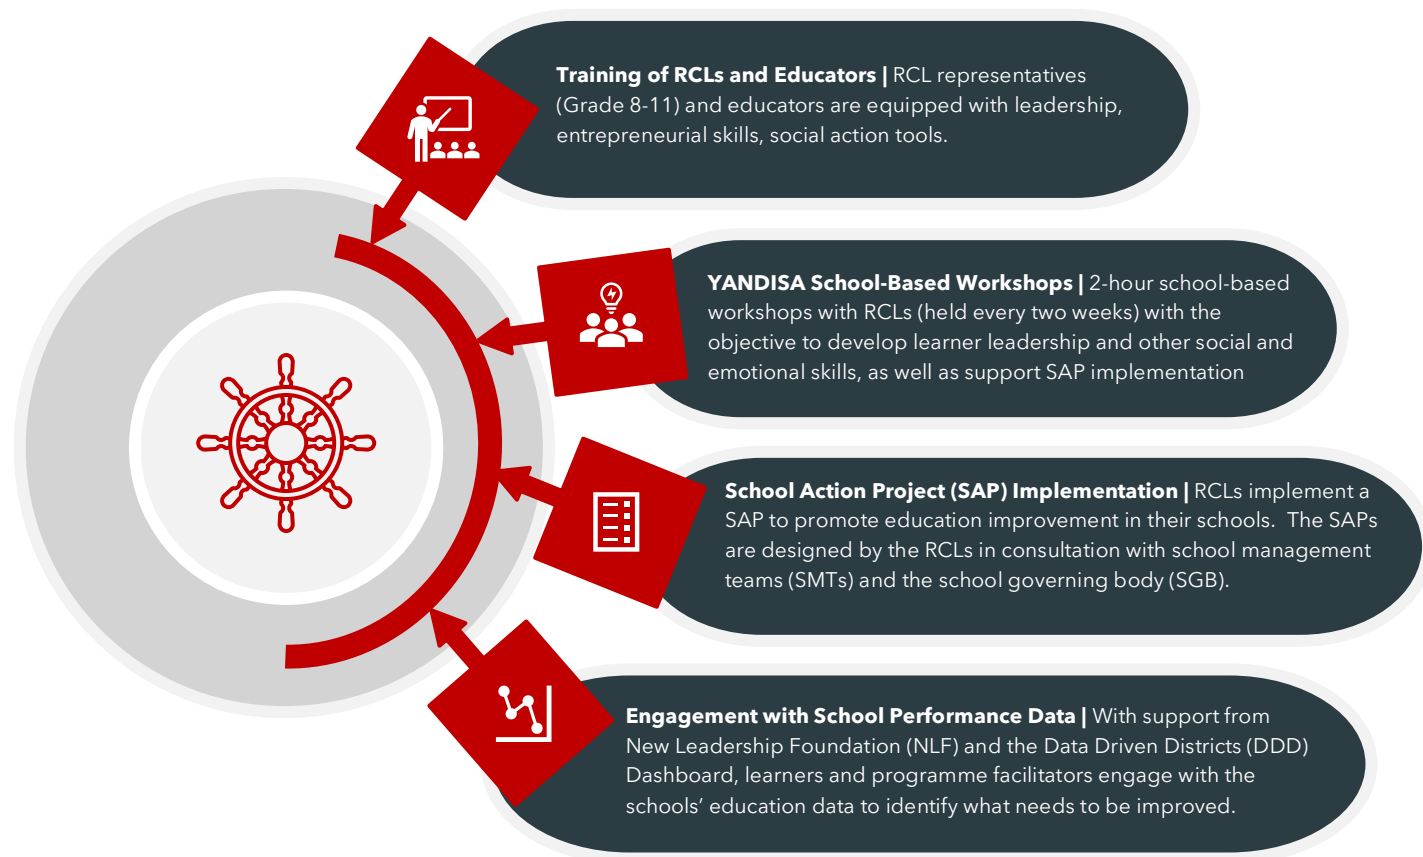 Training of RCLs and Educators | RCL representatives
(Grade 8-11) and educators are equipped with leadership,
entrepreneurial skills, social action tools.
YANDISA School-Based Workshops | 2-hour school-based
workshops with RCLs (held every two weeks) with the
objective to develop learner leadership and other social and
emotional skills, as well as support SAP implementation
School Action Project (SAP) Implementation | RCLs implement a
SAP to promote education improvement in their schools.  The SAPs
are designed by the RCLs in consultation with school management
teams (SMTs) and the school governing body (SGB).
Engagement with School Performance Data | With support from
New Leadership Foundation (NLF) and the Data Driven Districts (DDD)
Dashboard, learners and programme facilitators engage with the
schools’ education data to identify what needs to be improved.